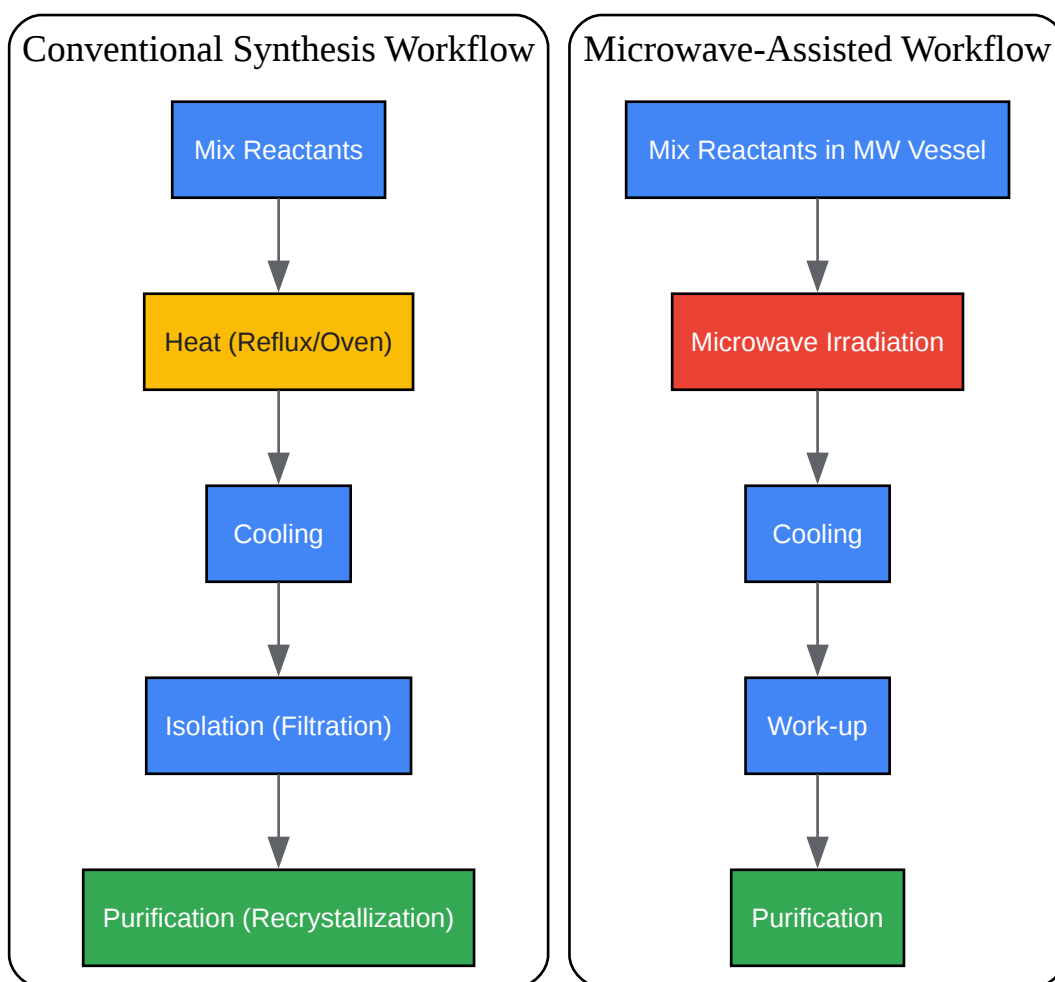 Conventional Synthesis Workflow
Mix Reactants
Heat (Reflux/Oven)
Cooling
Isolation (Filtration)
Purification (Recrystallization)
Microwave-Assisted Workflow
Mix Reactants in MW Vessel
Microwave Irradiation
Cooling
Work-up
Purification